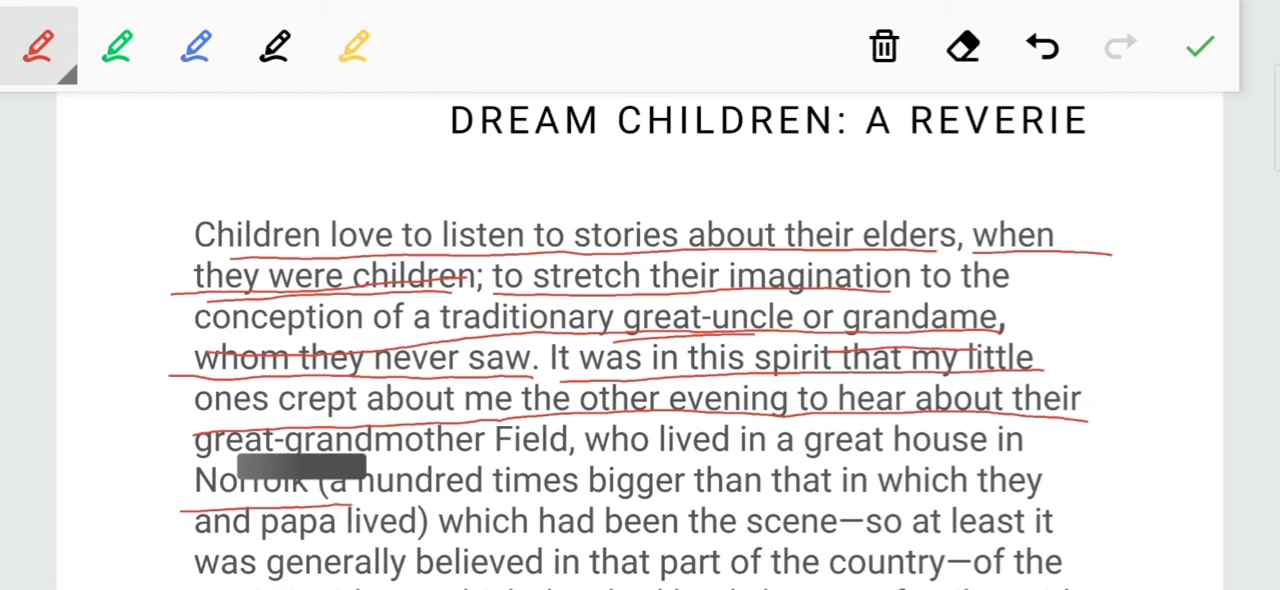 DREAM CHILDREN: A REVERIE
Children love to listen to stories about their elders, when
they were children; to stretch their imagination to the
conception of a traditionary great-uncle or grandame,
whom they never saw. It was in this spirit that my little
ones crept about me the other evening to hear about their
great-grandmother Field, who lived in a great house in
Norfolk (a hundred times bigger than that in which they
and papa lived) which had been the scene—so at least it
was generally believed in that part of the country—of the